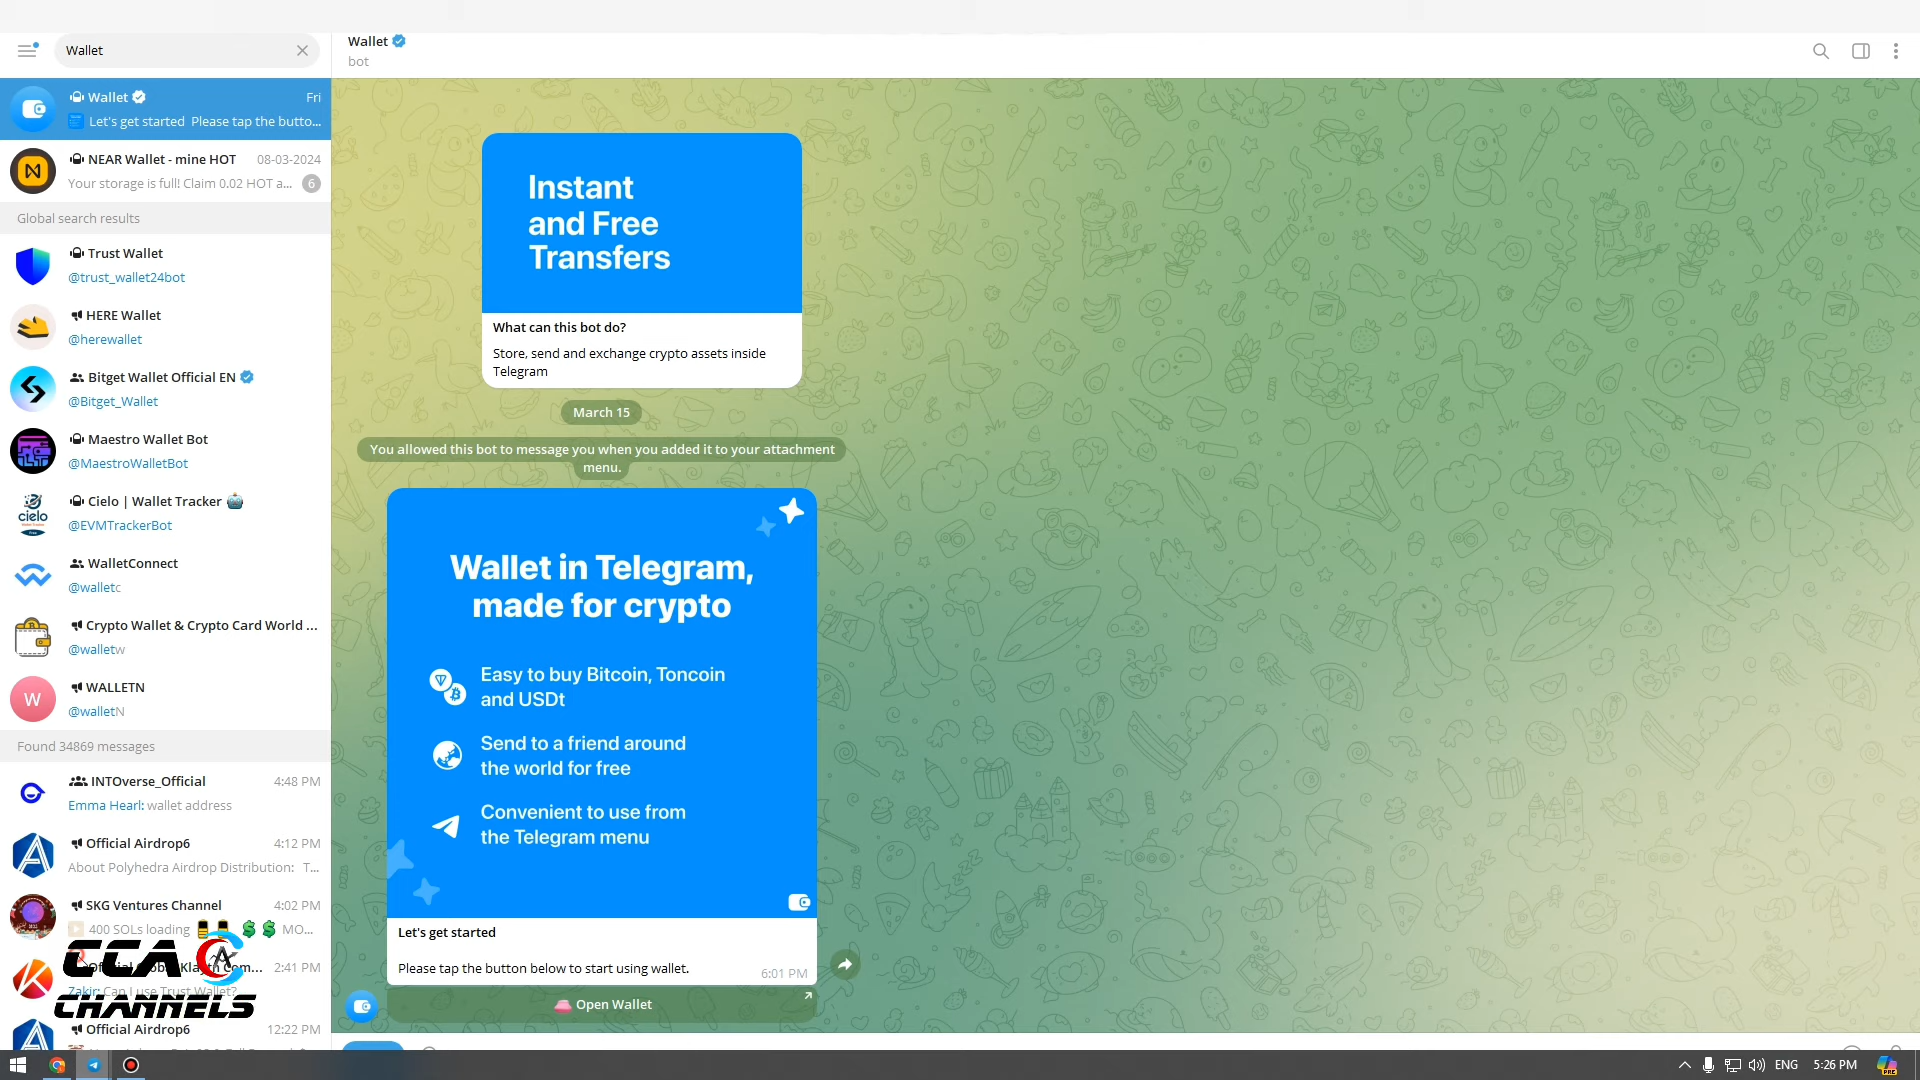 Wallet
Wallet
bot
Wallet
Fri
Let's get started Please tap the butto...
NEAR Wallet - mine HOT
08-03-2024
Your storage is full! Claim 0.02 HOT a...
6
Global search results
Trust Wallet
@trust_wallet24bot
HERE Wallet
@herewallet
Bitget Wallet Official EN
@Bitget_Wallet
Maestro Wallet Bot
@MaestroWalletBot
Cielo | Wallet Tracker
@EVMTrackerBot
cielo
WalletConnect
@walletc
Crypto Wallet & Crypto Card World ...
@walletw
W
WALLETN
@walletN
Found 34869 messages
INTOverse_Official
4:48 PM
Emma Hearl: wallet address
Official Airdrop6
4:12 PM
About Polyhedra Airdrop Distribution: T...
SKG Ventures Channel
4:02 PM
400 SOLs loading
MO...
2:41 PM
Zakir: Can I use Trust Wallet?
CCA
CHANNELS
Official Airdrop6
12:22 PM
Instant
and Free
Transfers
What can this bot do?
Store, send and exchange crypto assets inside
Telegram
March 15
You allowed this bot to message you when you added it to your attachment
menu.
Wallet in Telegram,
made for crypto
Easy to buy Bitcoin, Toncoin
and USDt
Send to a friend around
the world for free
Convenient to use from
the Telegram menu
Let's get started
Please tap the button below to start using wallet.
6:01 PM
Open Wallet
ENG
5:26 PM